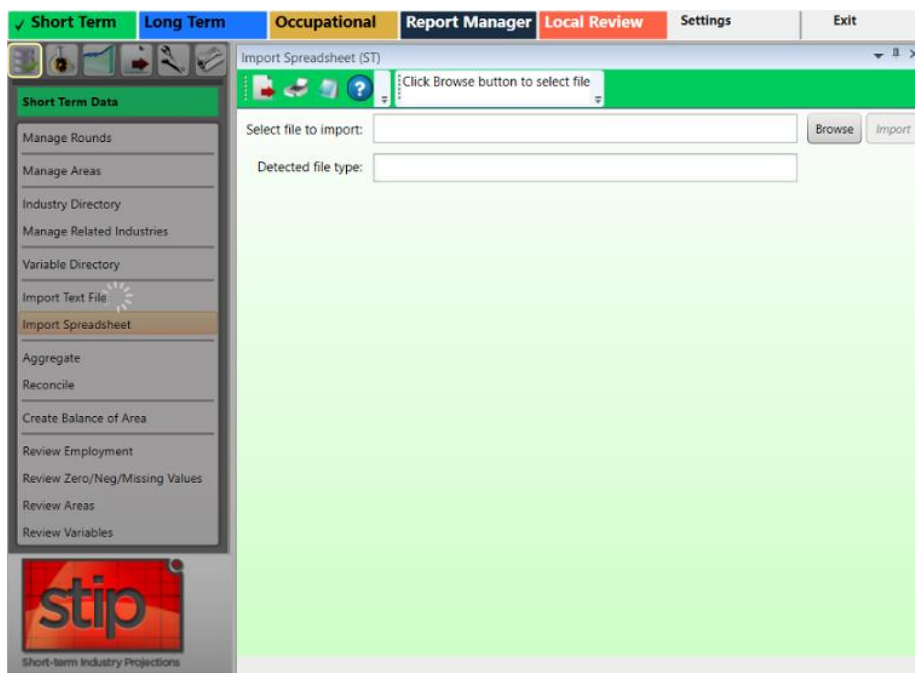 ✓ Short Term Long Term Occupational Report Manager Local Review Settings Exit
Import Spreadsheet (ST)
Click Browse button to select file
Short Term Data
Select file to import: Browse Import
Manage Rounds
Detected file type:
Manage Areas
Industry Directory
Manage Related Industries
Variable Directory
Import Text File
Import Spreadsheet
Aggregate
Reconcile
Create Balance of Area
Review Employment
Review Zero/Neg/Missing Values
Review Areas
Review Variables
stip
Short-term Industry Projections